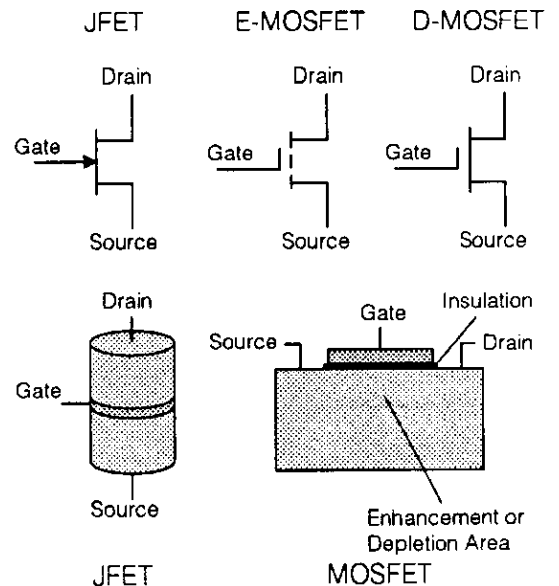 JFET
E-MOSFET
D-MOSFET
Drain
Drain
Drain
Gate
Gate
Gate
Source
Source
Source
Drain
Gate
Source
JFET
Insulation
Gate
Source
Drain
Enhancement or
Depletion Area
MOSFET